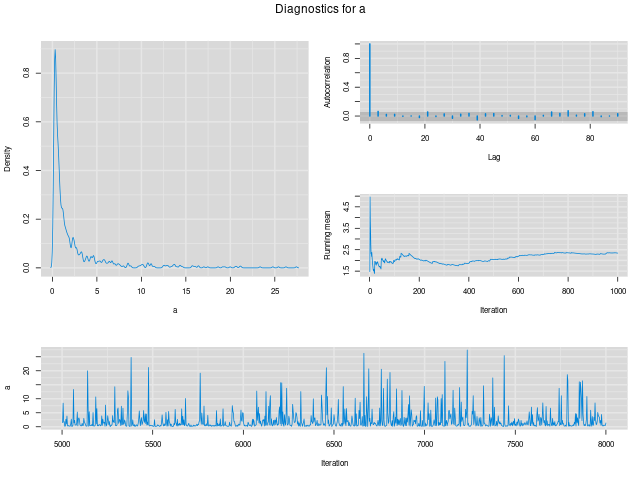 Diagnostics for a
Density
0.0 0.2 0.4 0.6 0.8
0 5 10 15 20 25
a
Autocorrelation
0.0 0.4 0.8
0 20 40 60 80
Lag
Running mean
1.5 2.5 3.5 4.5
0 200 400 600 800 1000
Iteration
a
0 5 10 20
5000 5500 6000 6500 7000 7500 8000
Iteration